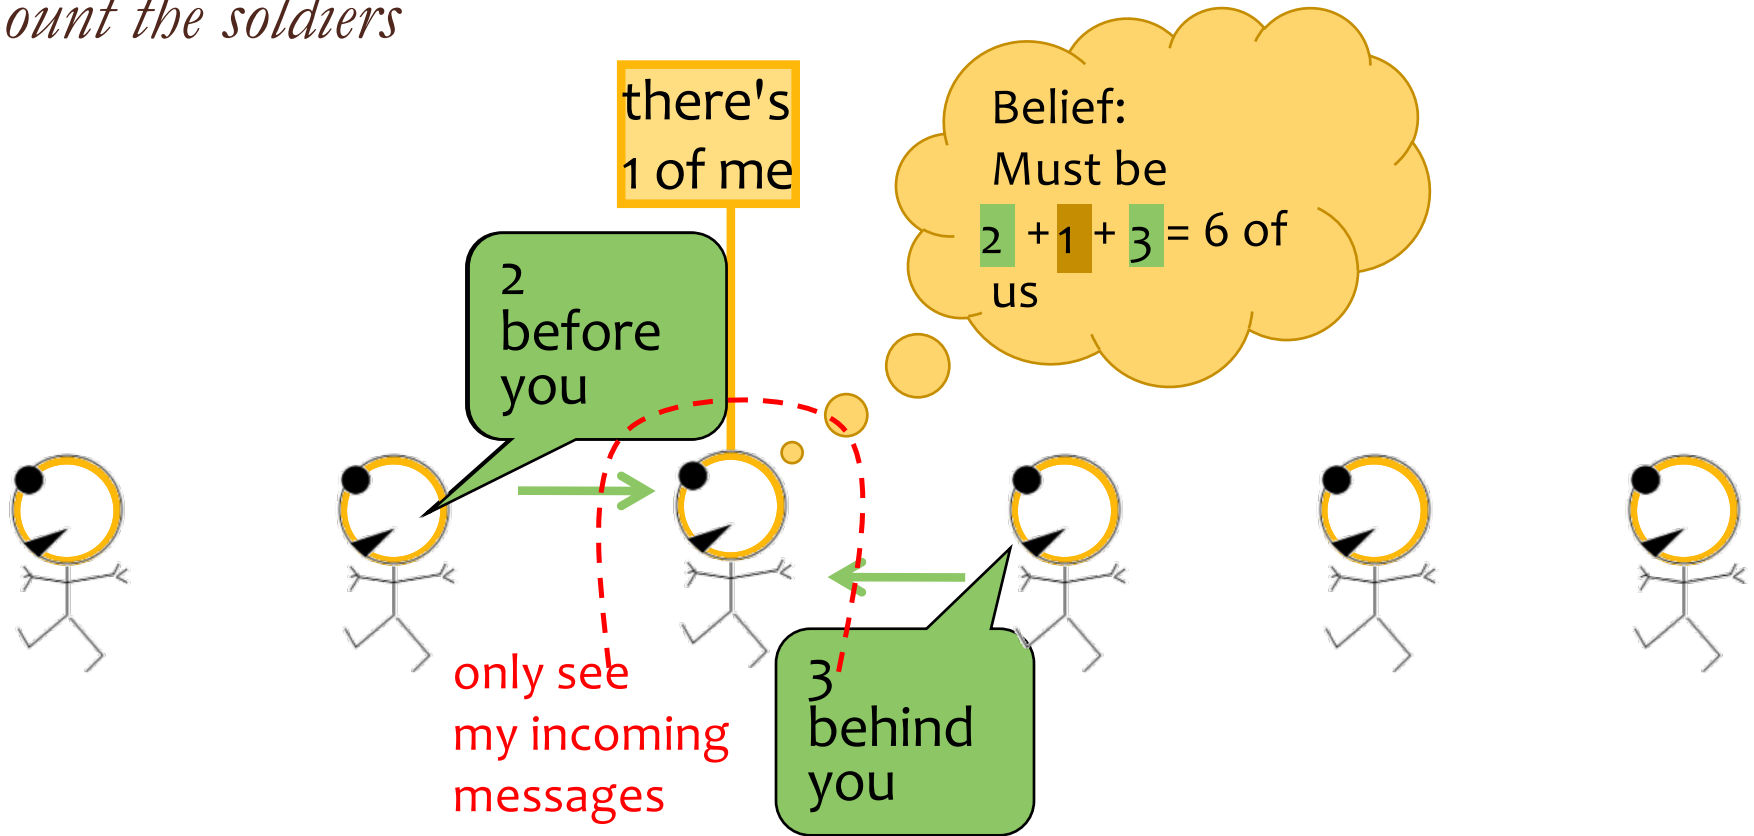 ount the soldiers
there's
1 of me
Belief:
Must be
2 + 1 + 3 = 6 of
us
2
before
you
only see
my incoming
messages
3
behind
you